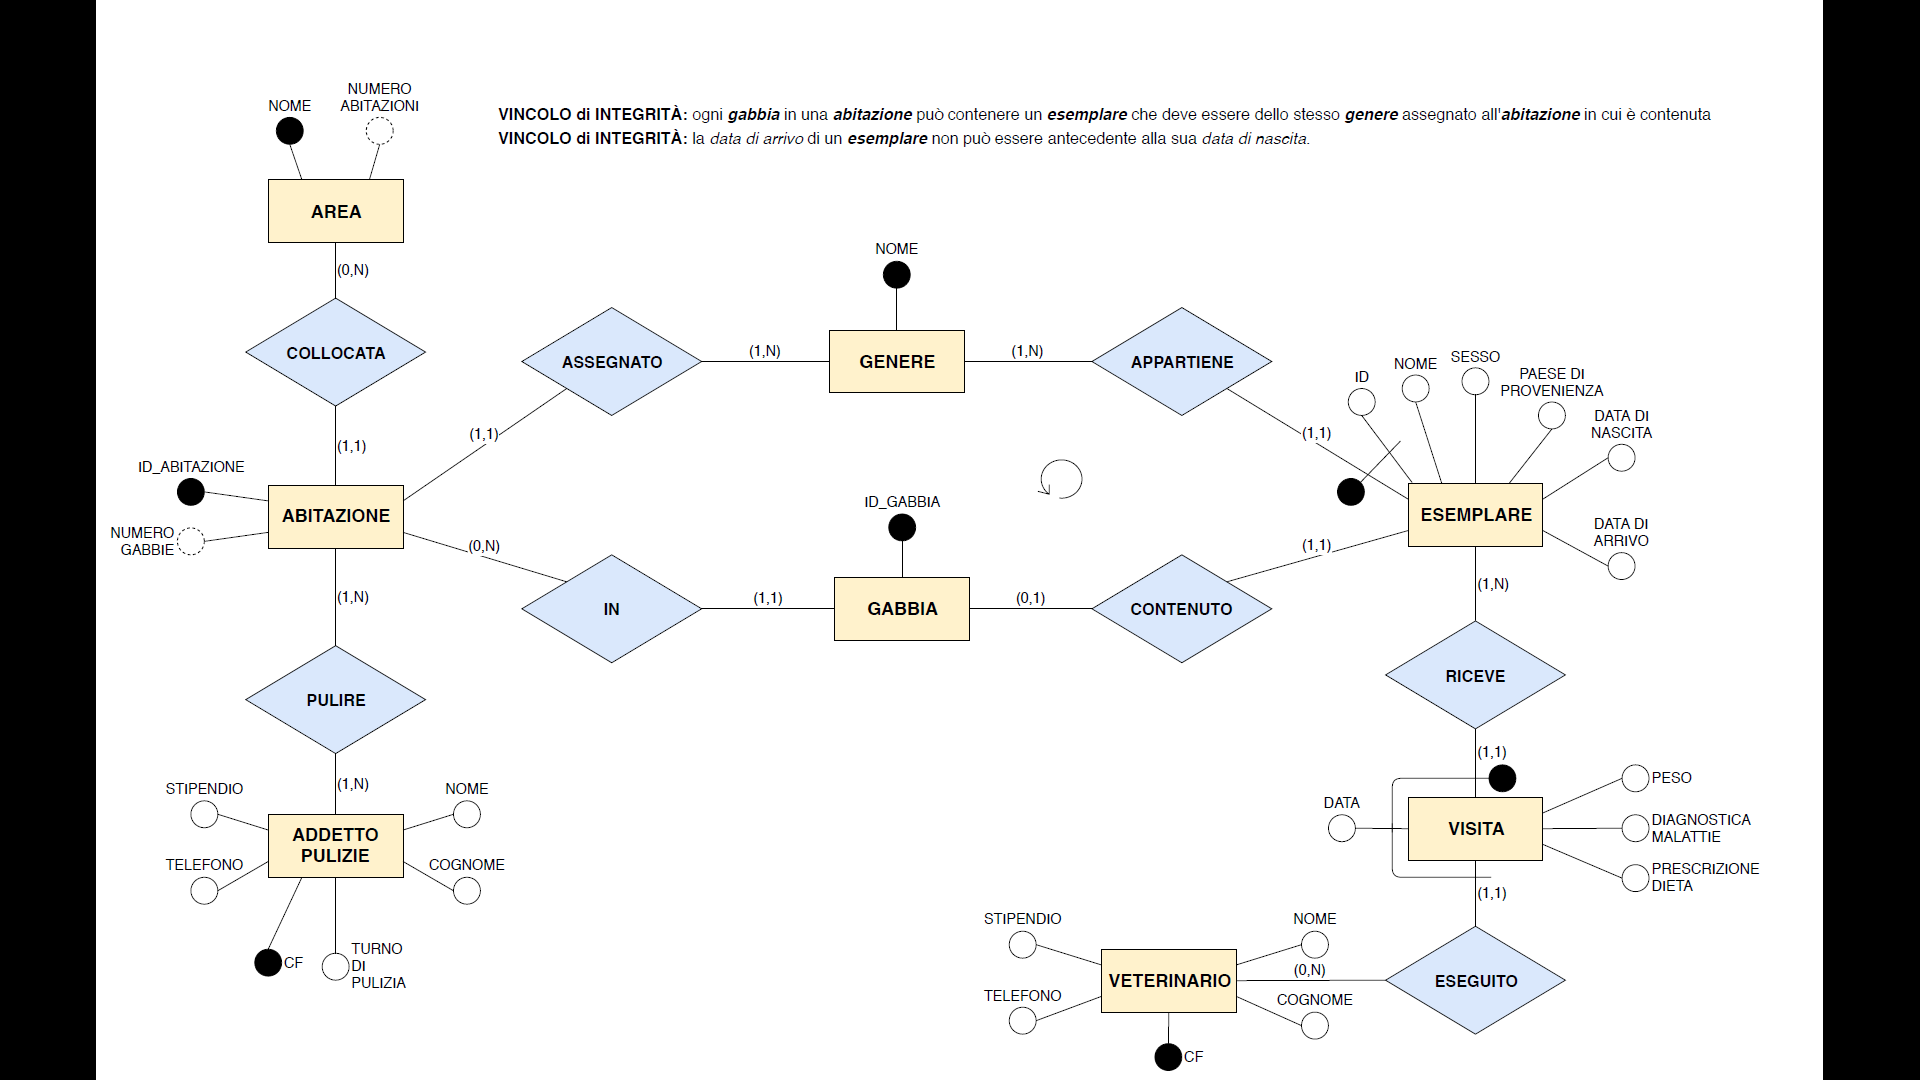 NUMERO
NOME ABITAZIONI
VINCOLO di INTEGRITÀ: ogni gabbia in una abitazione può contenere un esemplare che deve essere dello stesso genere assegnato all'abitazione in cui è contenuta
VINCOLO di INTEGRITÀ: la data di arrivo di un esemplare non può essere antecedente alla sua data di nascita.
AREA
(0,N)
COLLOCATA
(1,1)
NOME
ASSEGNATO
(1,N)
GENERE
(1,N)
APPARTIENE
(1,1)
(1,1)
ID
NOME
SESSO
PAESE DI
PROVENIENZA
DATA DI
NASCITA
ESEMPLARE
DATA DI
ARRIVO
ID_ABITAZIONE
ABITAZIONE
NUMERO
GABBIE
(0,N)
IN
(1,1)
ID_GABBIA
GABBIA
(0,1)
CONTENUTO
(1,1)
(1,N)
PULIRE
(1,N)
(1,N)
RICEVE
(1,1)
STIPENDIO
NOME
ADDETTO
PULIZIE
TELEFONO
COGNOME
CF
TURNO
DI
PULIZIA
DATA
VISITA
PESO
DIAGNOSTICA
MALATTIE
PRESCRIZIONE
DIETA
(1,1)
ESEGUITO
(0,N)
STIPENDIO
NOME
VETERINARIO
TELEFONO
COGNOME
CF